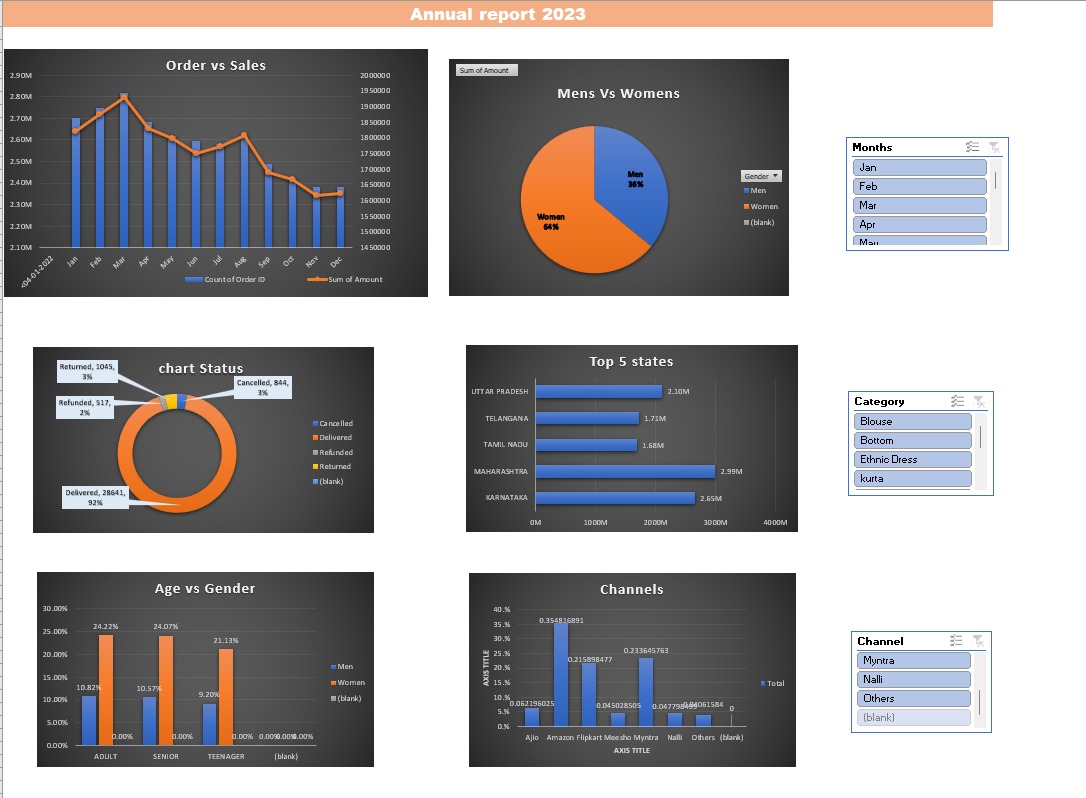 Annual report 2023
Order vs Sales
2.90M
2.80M
2.70M
2.60M
2.50M
2.40M
2.30M
2.20M
2.10M
2000000
1950000
1900000
1850000
1800000
1750000
1700000
1650000
1600000
1550000
1500000
1450000
<04-01-2022 Jan Feb Mar Apr May Jun Jul Aug Sep Oct Nov Dec
Count of Order ID Sum of Amount
Sum of Amount
Mens Vs Womens
Men
36%
Women
64%
Gender
Men
Women
(blank)
Months
Jan
Feb
Mar
Apr
May
chart Status
Returned, 1045,
3%
Cancelled, 844,
3%
Refunded, 517,
2%
Delivered, 28641,
92%
Cancelled
Delivered
Refunded
Returned
(blank)
Top 5 states
UTTAR PRADESH 2.10M
TELANGANA 1.71M
TAMIL NADU 1.68M
MAHARASHTRA 2.99M
KARNATAKA 2.65M
0M 1000M 2000M 3000M 4000M
Category
Blouse
Bottom
Ethnic Dress
kurta
Age vs Gender
30.00%
25.00%
20.00%
15.00%
10.00%
5.00%
0.00%
10.82% 24.22% 0.00%
10.57% 24.07% 0.00%
9.20% 21.13% 0.00%
0.00% 0.00% 0.00%
ADULT SENIOR TEENAGER (blank)
Men
Women
(blank)
Channels
AXIS TITLE
40.%
35.%
30.%
25.%
20.%
15.%
10.%
5.%
0.%
0.062196025
0.354816891
0.215898477
0.045028505
0.233645763
0
Ajio Amazon Flipkart Meesho Myntra Nalli Others (blank)
AXIS TITLE
Total
Channel
Myntra
Nalli
Others
(blank)